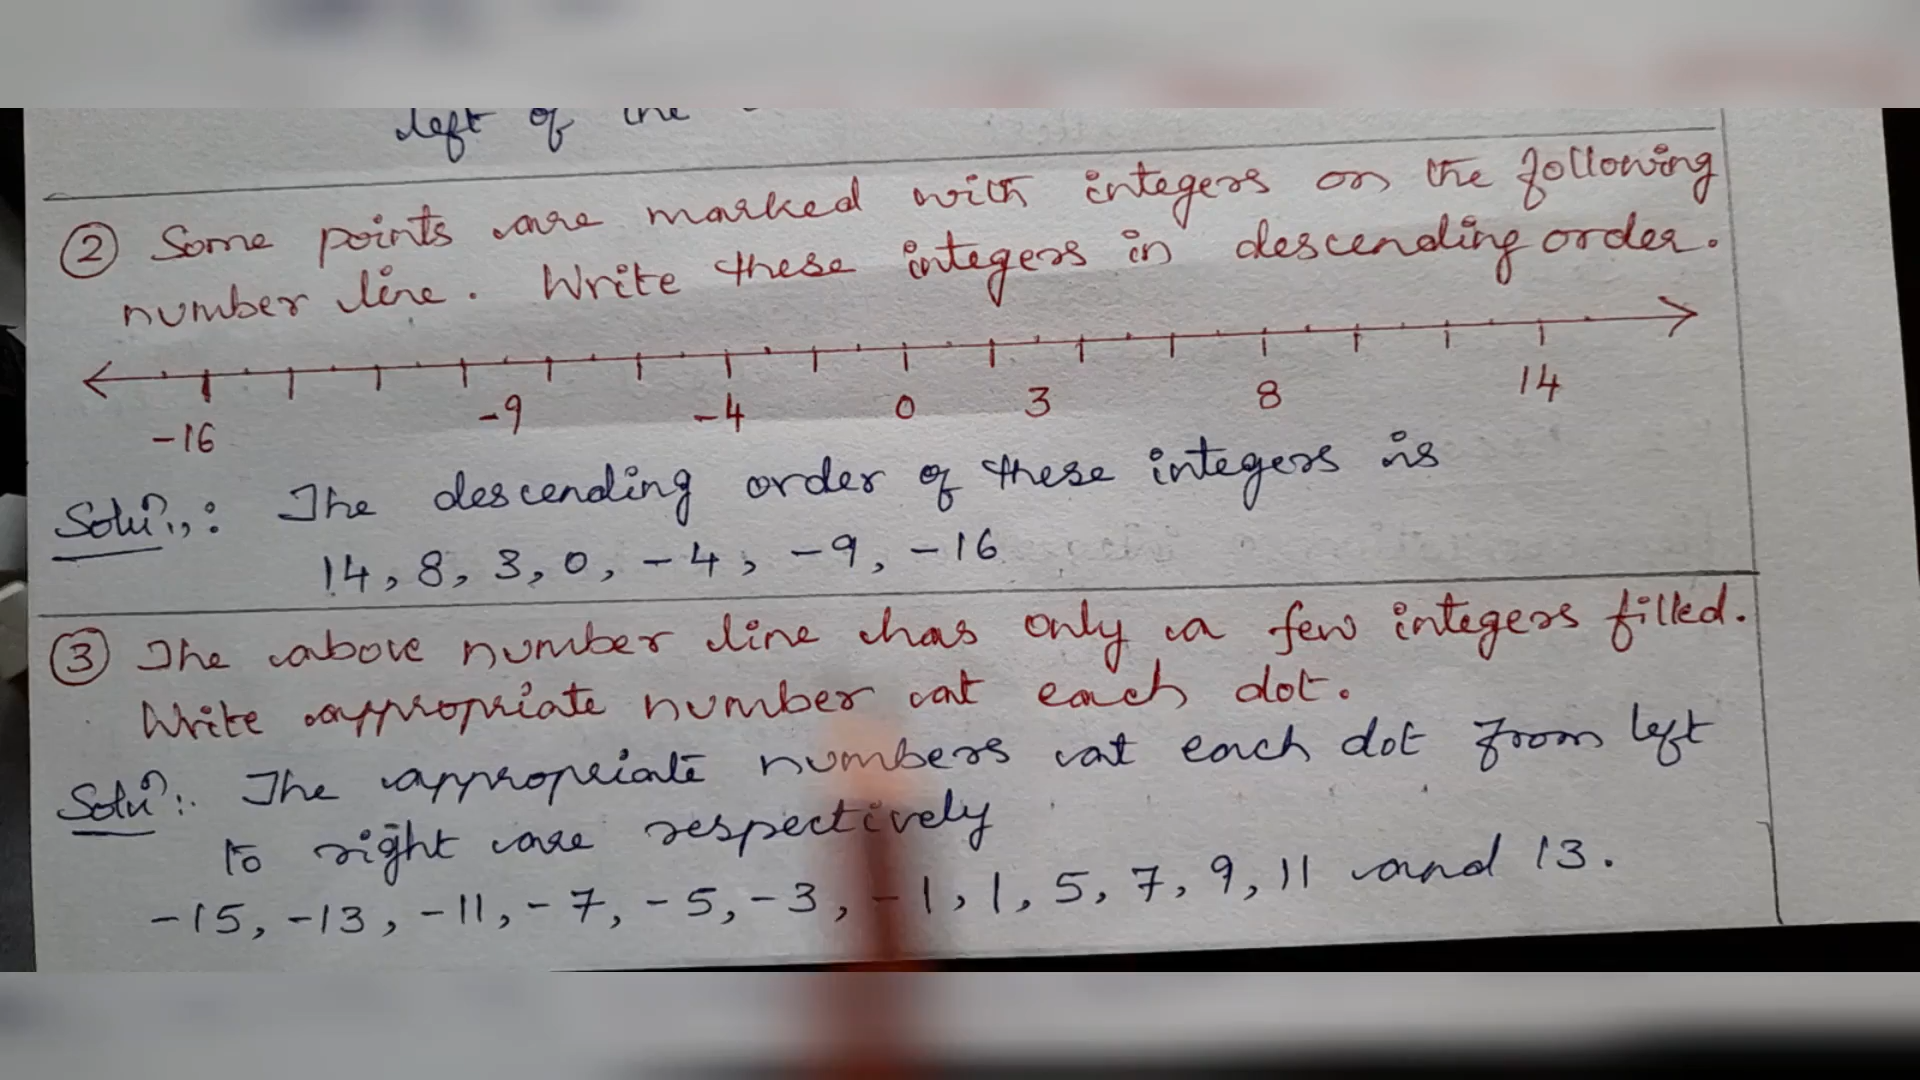 left of the
② Some points are marked with integers on the following
number line. Write these integers in descending order.
-16 -9 -4 0 3 8 14
Solun,: The descending order of these integers is
14, 8, 3, 0, -4, -9, -16
③ The above number line has only a few integers filled.
Write appropriate number at each dot.
Solun: The appropriate numbers at each dot from left
to right are respectively
-15, -13, -11, -7, -5, -3, -1, 1, 5, 7, 9, 11 and 13.